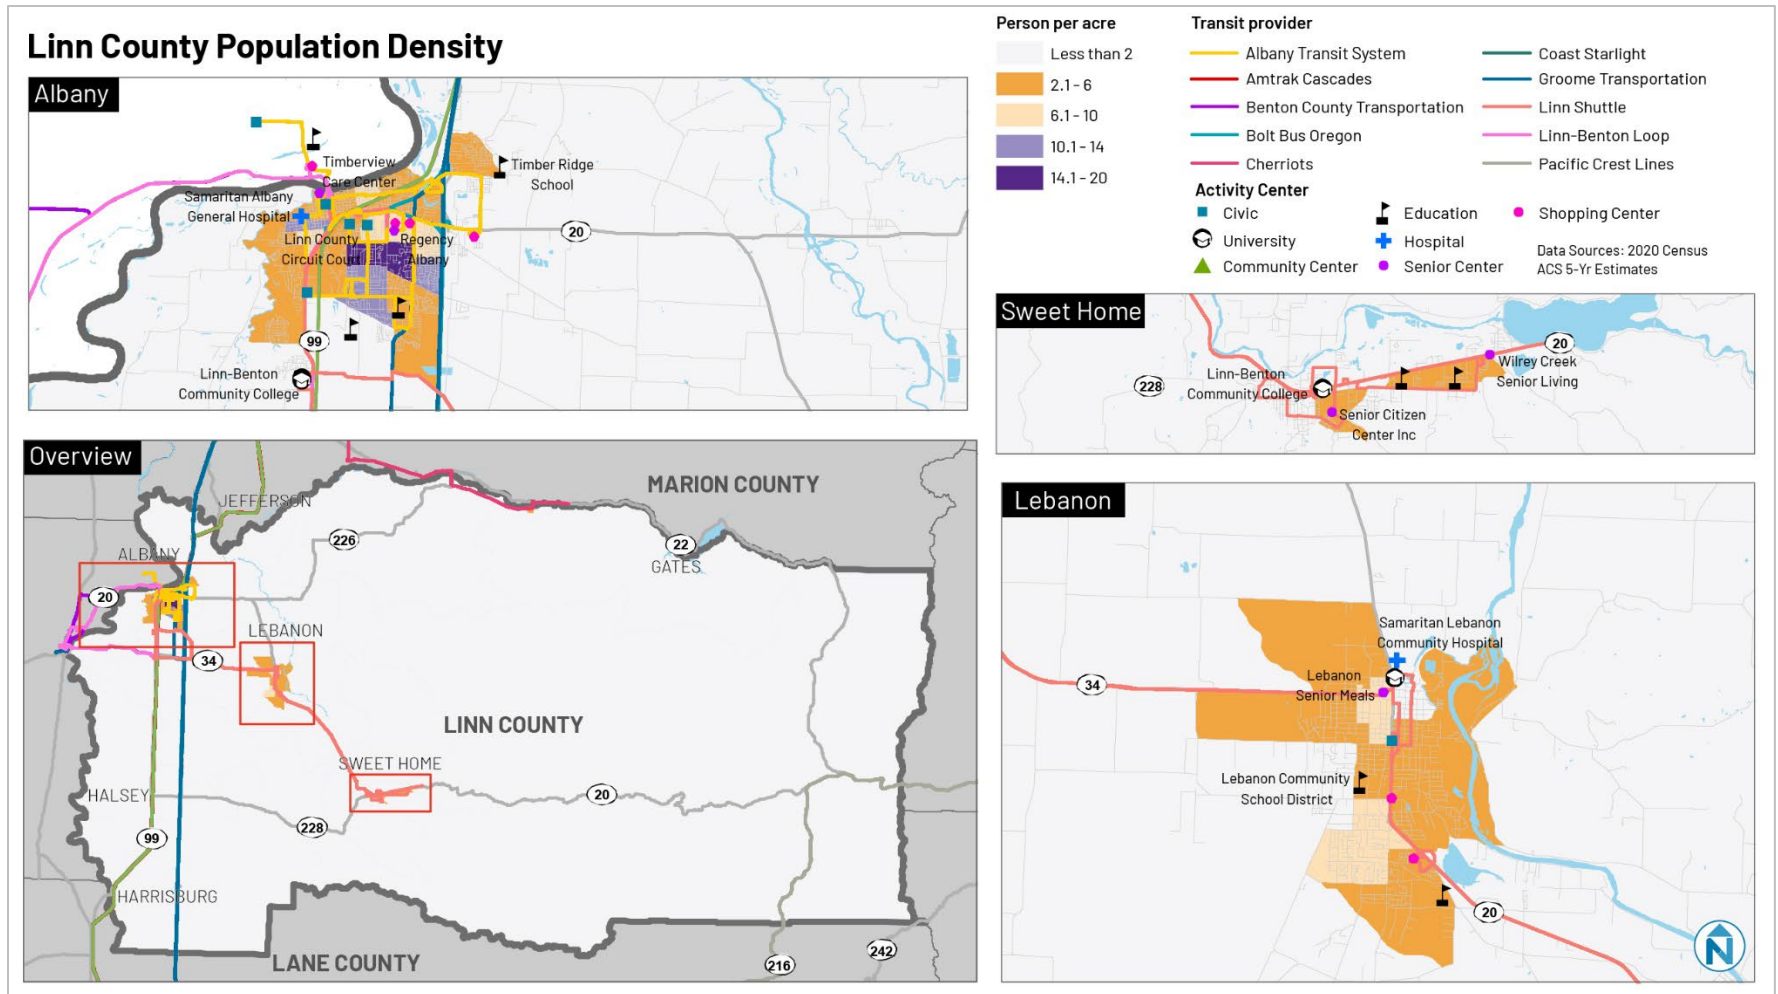 Linn County Population Density
Albany
Timberview
Care Center
Samaritan Albany
General Hospital
Timber Ridge
School
Linn County
Circuit Court
Regency
Albany
20
99
Linn-Benton
Community College
Person per acre
Less than 2
2.1 - 6
6.1 - 10
10.1 - 14
14.1 - 20
Transit provider
Albany Transit System
Amtrak Cascades
Benton County Transportation
Bolt Bus Oregon
Cherriots
Coast Starlight
Groome Transportation
Linn Shuttle
Linn-Benton Loop
Pacific Crest Lines
Activity Center
Civic
University
Community Center
Education
Hospital
Senior Center
Shopping Center
Data Sources: 2020 Census
ACS 5-Yr Estimates
Sweet Home
20
Wilrey Creek
Senior Living
228
Linn-Benton
Community College
Senior Citizen
Center Inc
Overview
MARION COUNTY
JEFFERSON
226
22
GATES
ALBANY
20
LEBANON
34
LINN COUNTY
SWEET HOME
HALSEY
20
228
99
HARRISBURG
LANE COUNTY
216
242
Lebanon
Samaritan Lebanon
Community Hospital
34
Lebanon
Senior Meals
Lebanon Community
School District
20
N